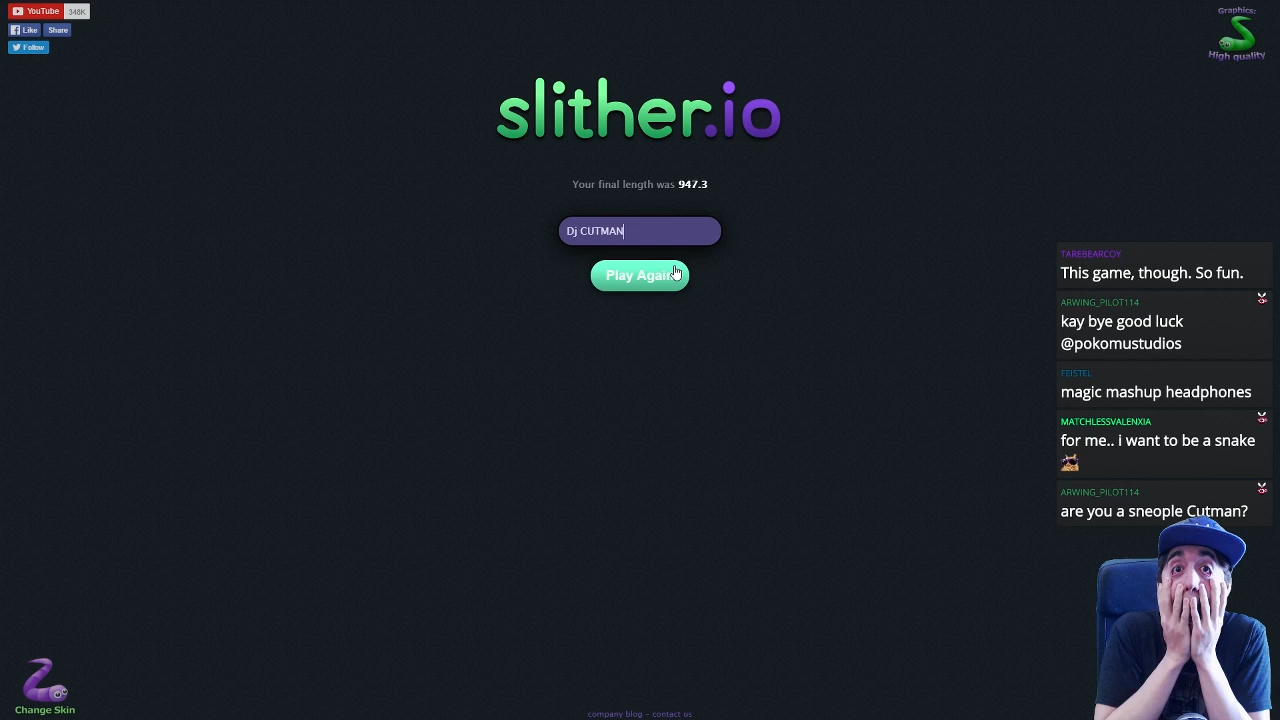 YouTube 348K
Like Share
Follow
Graphics:
High quality
slither.io
Your final length was 947.3
Dj CUTMAN
Play Again
TAREBEARCOY
This game, though. So fun.
ARWING_PILOT114
kay bye good luck
@pokomustudios
FEISTEL
magic mashup headphones
MATCHLESSVALENXIA
for me.. i want to be a snake
ARWING_PILOT114
are you a sneople Cutman?
Change Skin
company blog - contact us